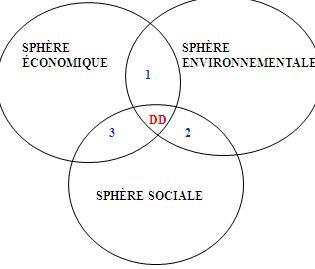 SPHÈRE
ÉCONOMIQUE
SPHÈRE
ENVIRONNEMENTALE
1
DD
3
2
SPHÈRE SOCIALE